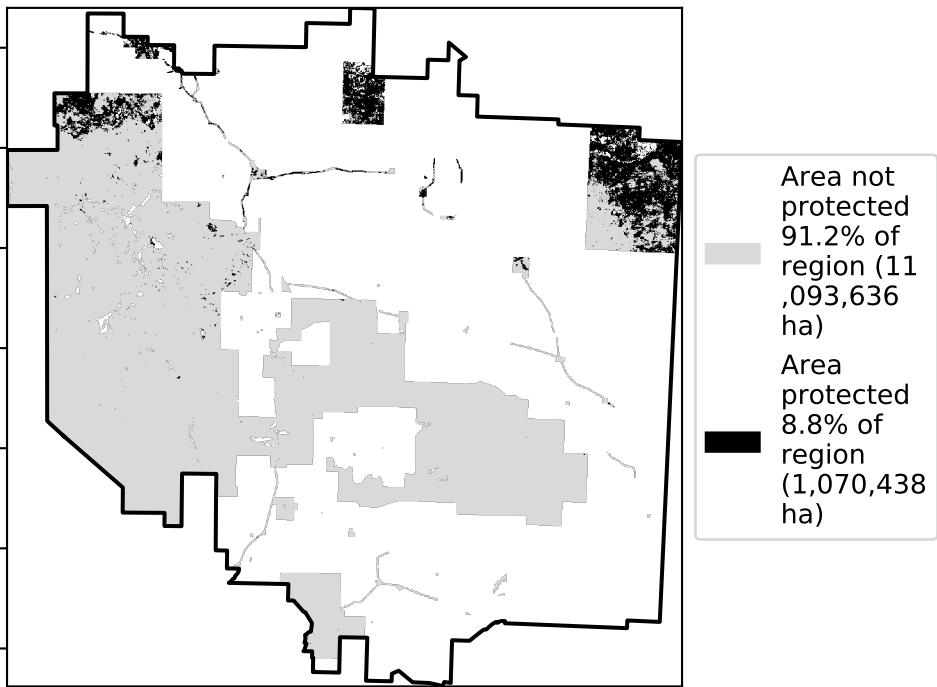 Area not
protected
91.2% of
region (11
,093,636
ha)
Area
protected
8.8% of
region
(1,070,438
ha)